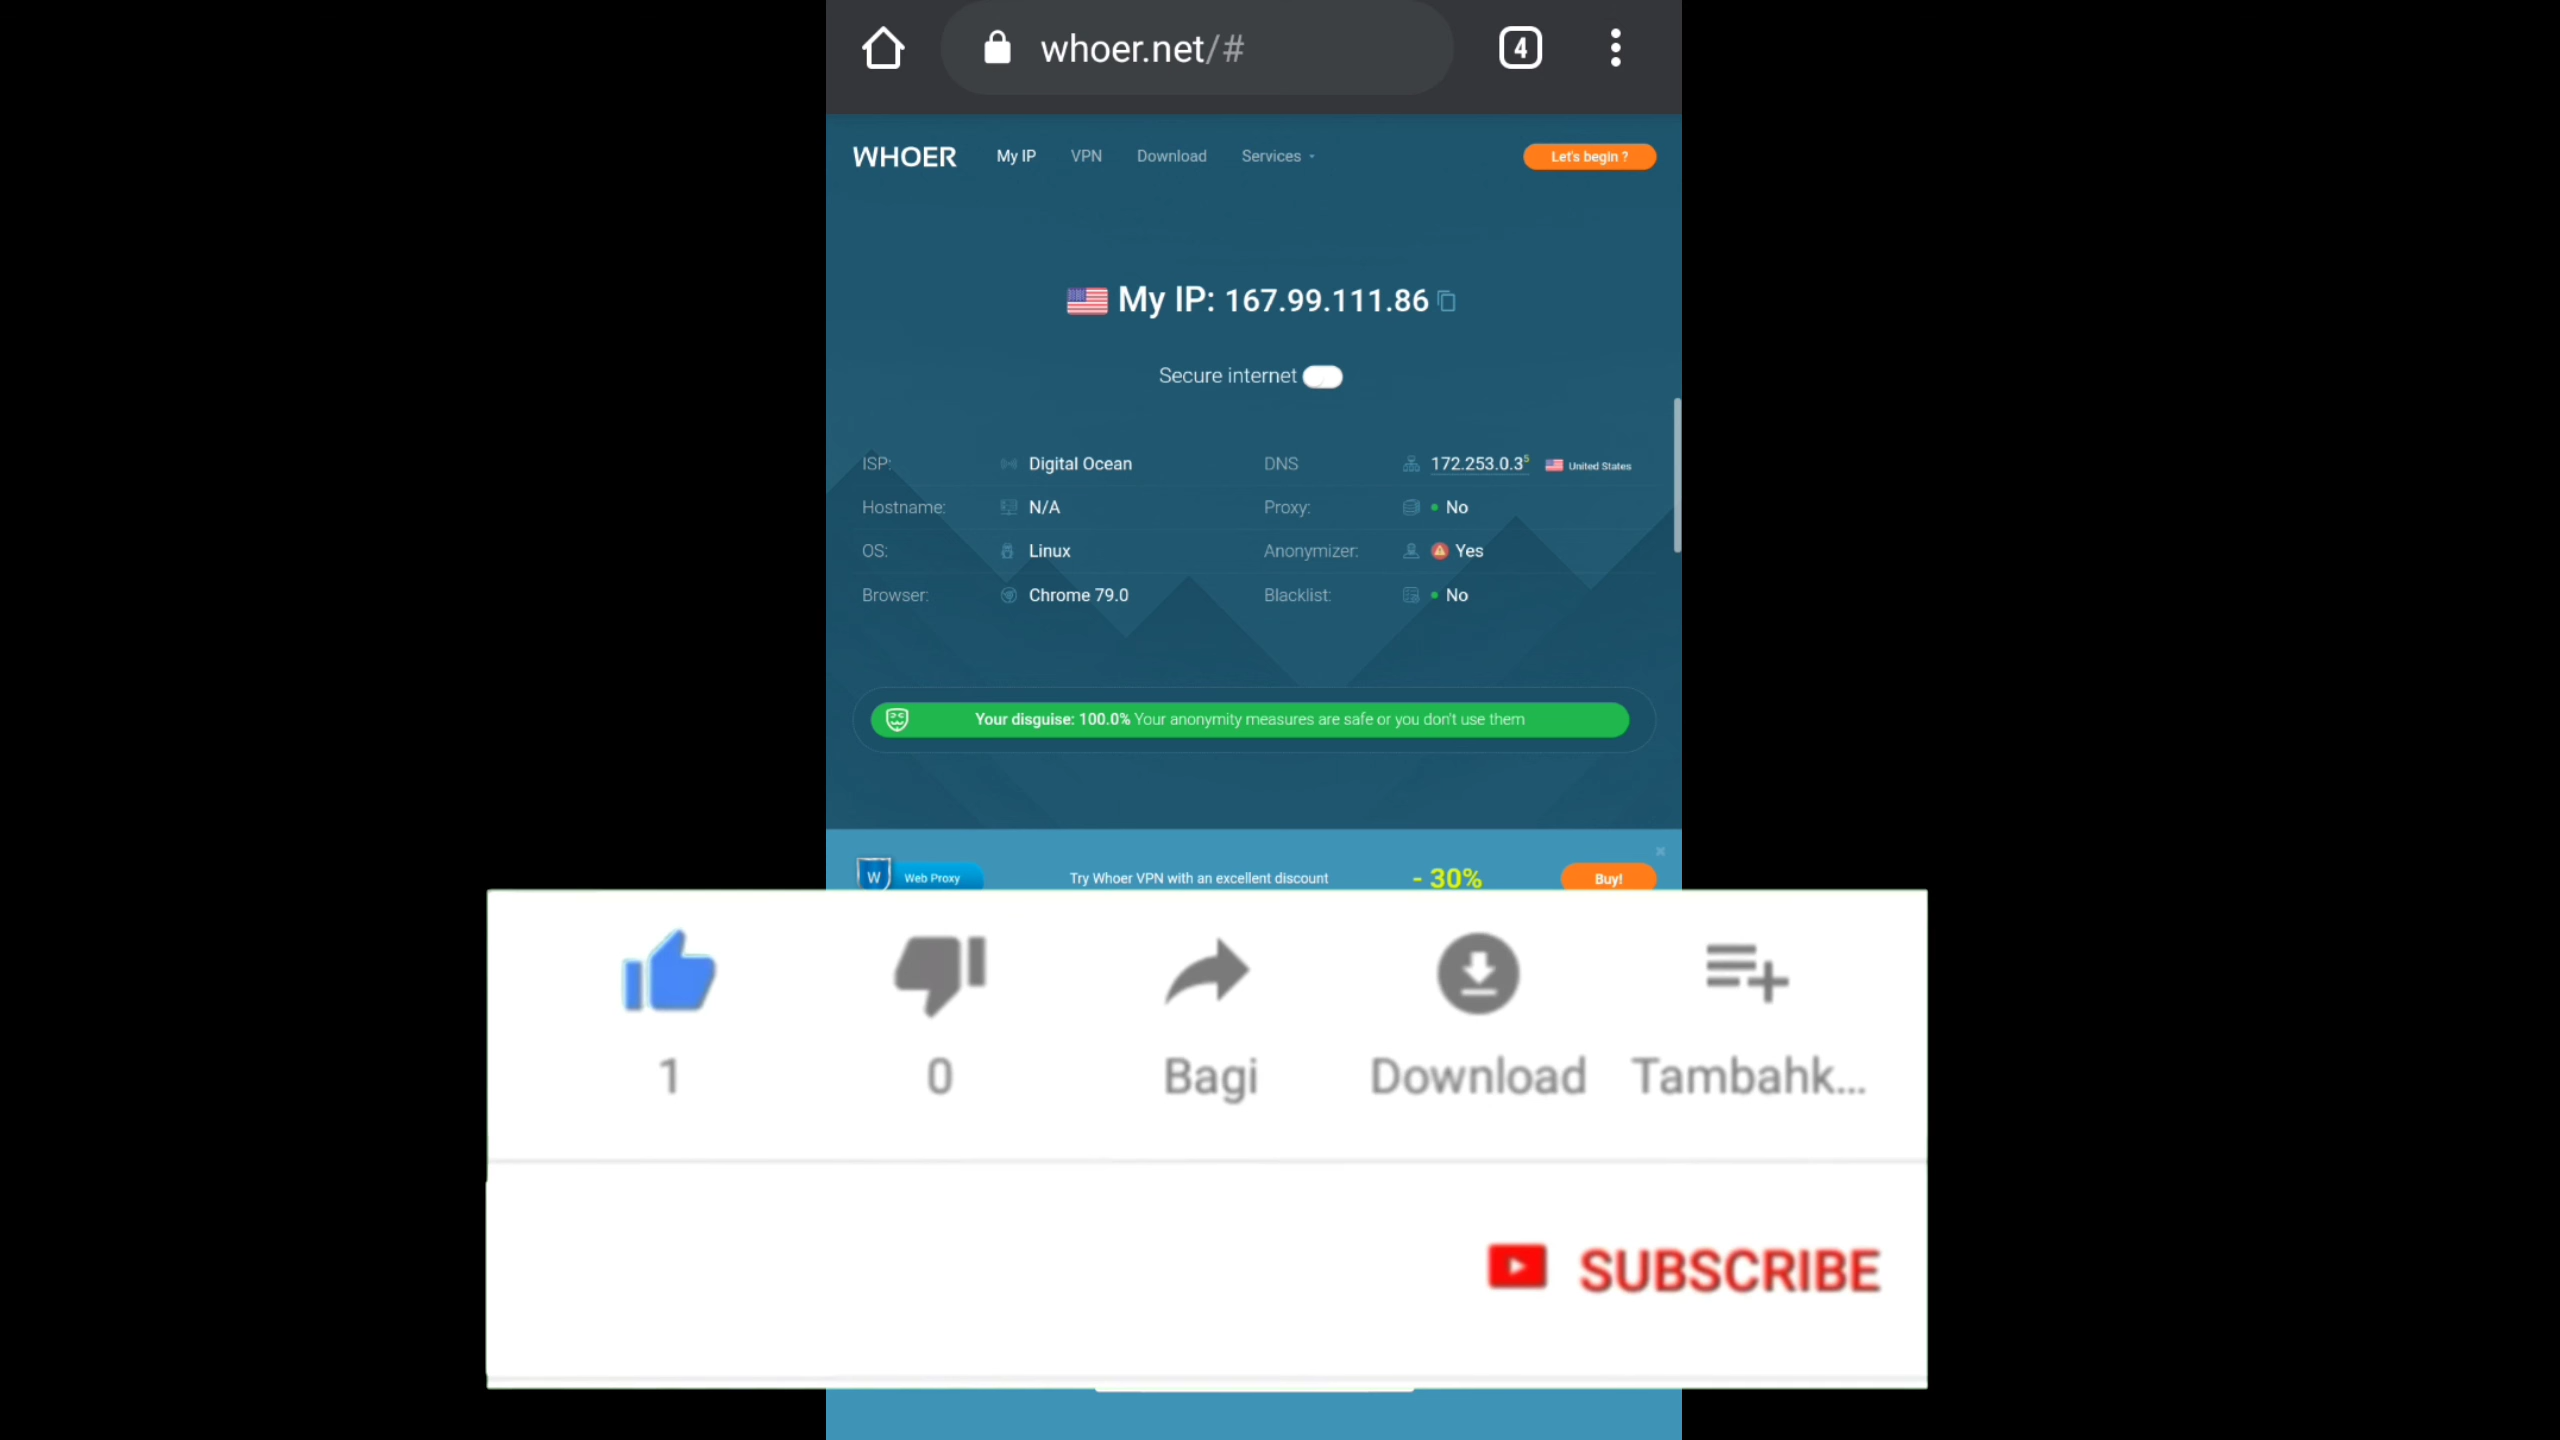 whoer.net/#
4
WHOER My IP VPN Download Services Let's begin ?
My IP: 167.99.111.86
Secure internet
ISP: Digital Ocean DNS 172.253.0.3 5 United States
Hostname: N/A Proxy: No
OS: Linux Anonymizer: Yes
Browser: Chrome 79.0 Blacklist: No
Your disguise: 100.0% Your anonymity measures are safe or you don't use them
W Web Proxy Try Whoer VPN with an excellent discount - 30% Buy!
1 0 Bagi Download Tambahk...
SUBSCRIBE